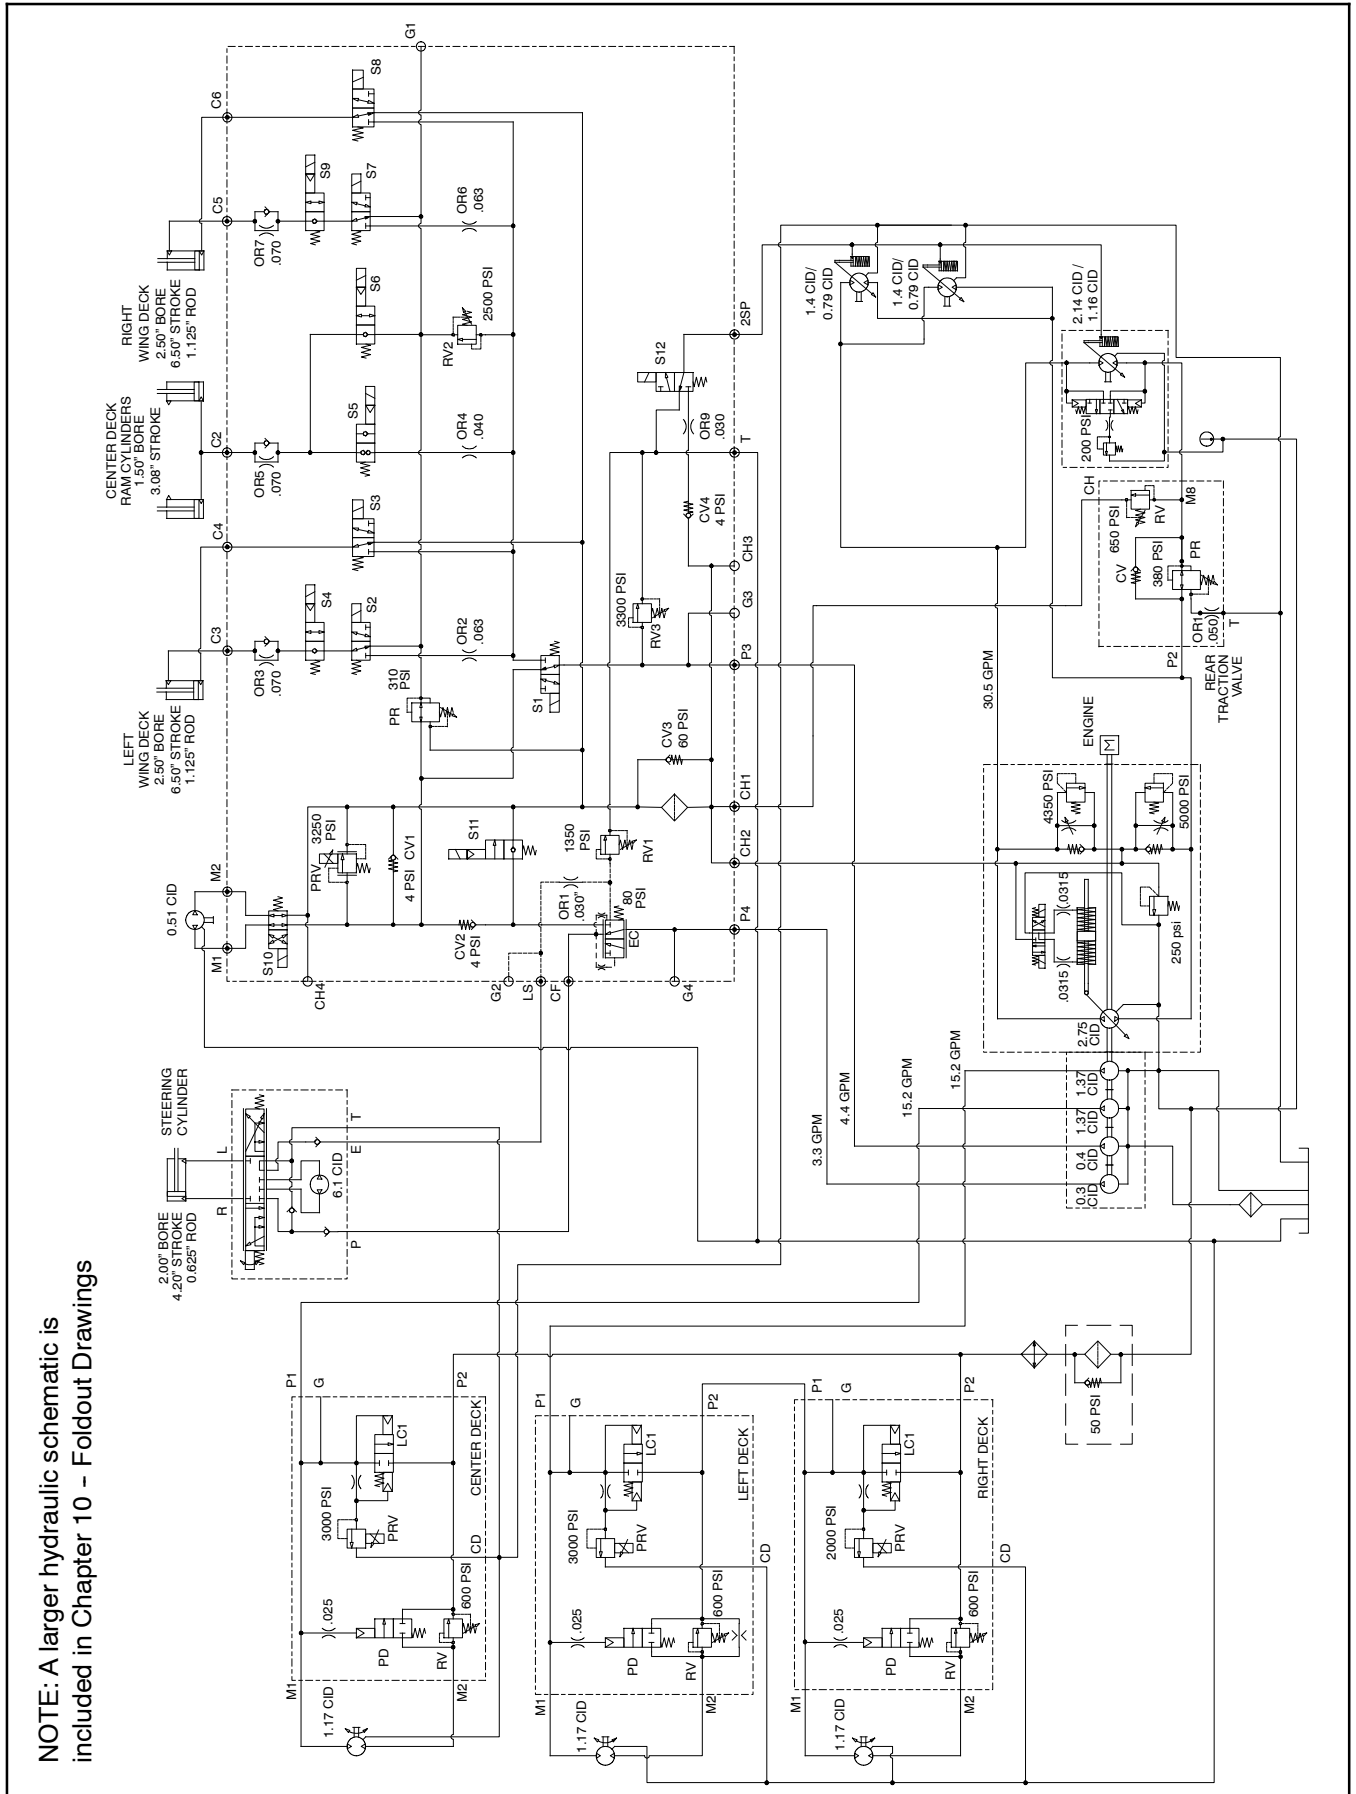 NOTE: A larger hydraulic schematic is
included in Chapter 10 - Foldout Drawings
G1
S8
C6
RIGHT
WING DECK
2.50" BORE
6.50" STROKE
1.125" ROD
C5
OR7
.070
S9
S7
OR6
.063
S6
RV2
2500 PSI
CENTER DECK
RAM CYLINDERS
1.50" BORE
3.08" STROKE
C2
OR5
.070
S5
OR4
.040
C4
S3
LEFT
WING DECK
2.50" BORE
6.50" STROKE
1.125" ROD
C3
OR3
.070
S4
S2
OR2
.063
PR
310
PSI
S1
S12
OR9
.030
2SP
T
CV4
4 PSI
CH3
3300 PSI
RV3
G3
P3
CV3
60 PSI
CH1
CH2
P4
0.51 CID
M2
M1
S10
CH4
PRV
3250
PSI
4 PSI
CV1
S11
CV2
4 PSI
1350
PSI
RV1
OR1
.030"
80
PSI
EC
G2
LS
CF
G4
STEERING
CYLINDER
2.00" BORE
4.20" STROKE
0.625" ROD
L
R
6.1 CID
T
E
P
1.4 CID/
0.79 CID
1.4 CID/
0.79 CID
2.14 CID /
1.16 CID
200 PSI
CH
650 PSI
RV
M8
CV
380 PSI
PR
OR1
.050
T
P2
REAR
TRACTION
VALVE
30.5 GPM
ENGINE
M
4350 PSI
5000 PSI
.0315
.0315
250 psi
2.75
CID
15.2 GPM
15.2 GPM
4.4 GPM
3.3 GPM
1.37
CID
1.37
CID
0.4
CID
0.3
CID
P1
G
P2
LC1
CENTER DECK
3000 PSI
PRV
CD
.025
PD
RV
600 PSI
M1
M2
1.17 CID
P1
G
P2
LC1
LEFT DECK
3000 PSI
PRV
CD
.025
PD
RV
600 PSI
M1
M2
1.17 CID
P1
G
P2
LC1
RIGHT DECK
2000 PSI
PRV
CD
.025
PD
RV
600 PSI
M1
M2
1.17 CID
50 PSI